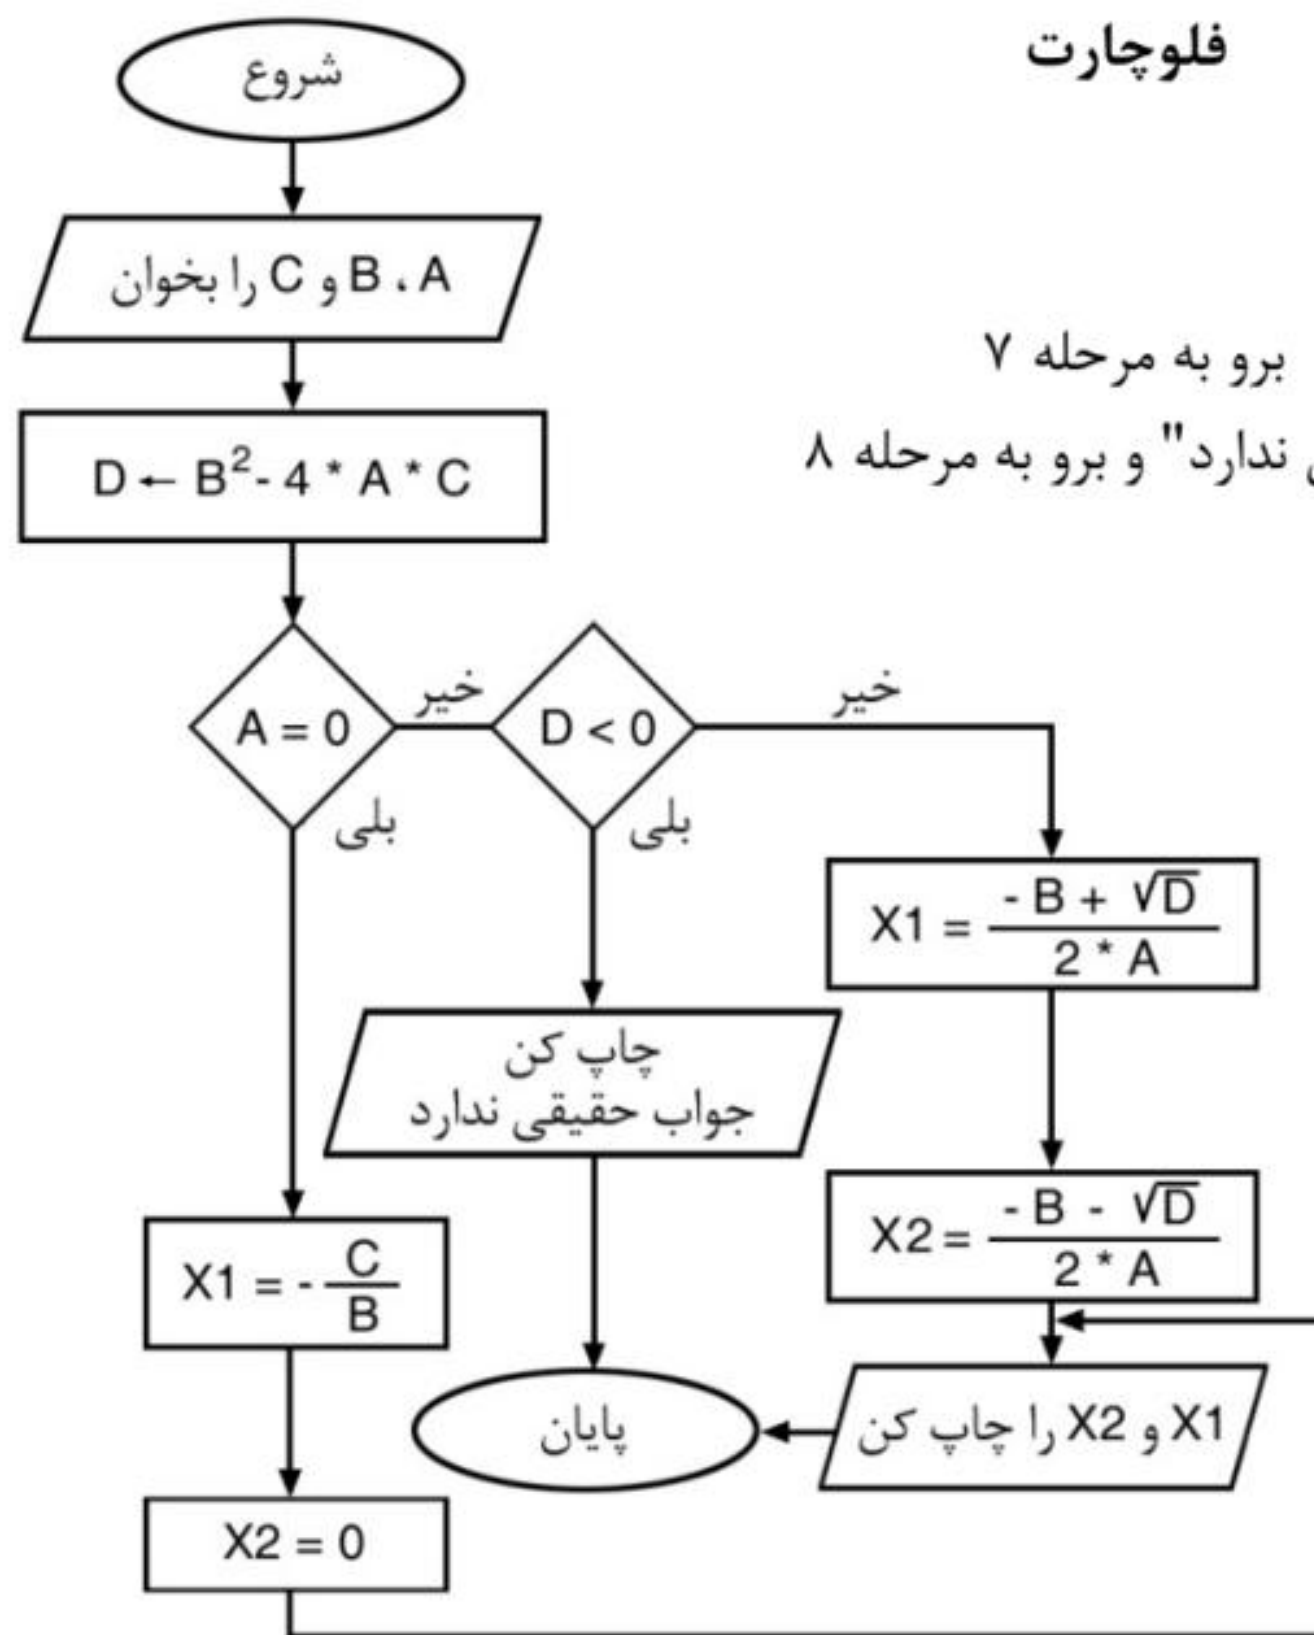 فلوچارت
شروع
A ، B و C را بخوان
برو به مرحله ۷
ندارد" و برو به مرحله ۸
D ← B² - 4 * A * C
A = 0
خیر
بلی
D < 0
خیر
بلی
X1 = (- B + √D) / (2 * A)
چاپ کن
جواب حقیقی ندارد
X2 = (- B - √D) / (2 * A)
X1 = - C / B
X1 و X2 را چاپ کن
پایان
X2 = 0